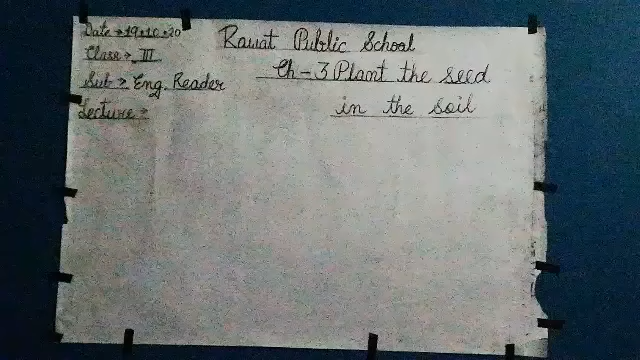 Date → 19.10.20
Rawat Public School
Class → III
Ch - 3 Plant the seed
Sub → Eng. Reader
in the soil
Lecture →